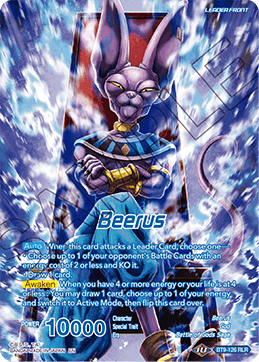 LEADER FRONT
Beerus
Auto When this card attacks a Leader Card, choose one—
• Choose up to 1 of your opponent's Battle Cards with an
energy cost of 2 or less and KO it.
• Draw 1 card.
Awaken When you have 4 or more energy or your life is at 4
or less: You may draw 1 card, choose up to 1 of your energy,
and switch it to Active Mode, then flip this card over.
POWER 10000
Character Beerus
Special Trait God
Era Battle of Gods Saga
BT9-126 RLR